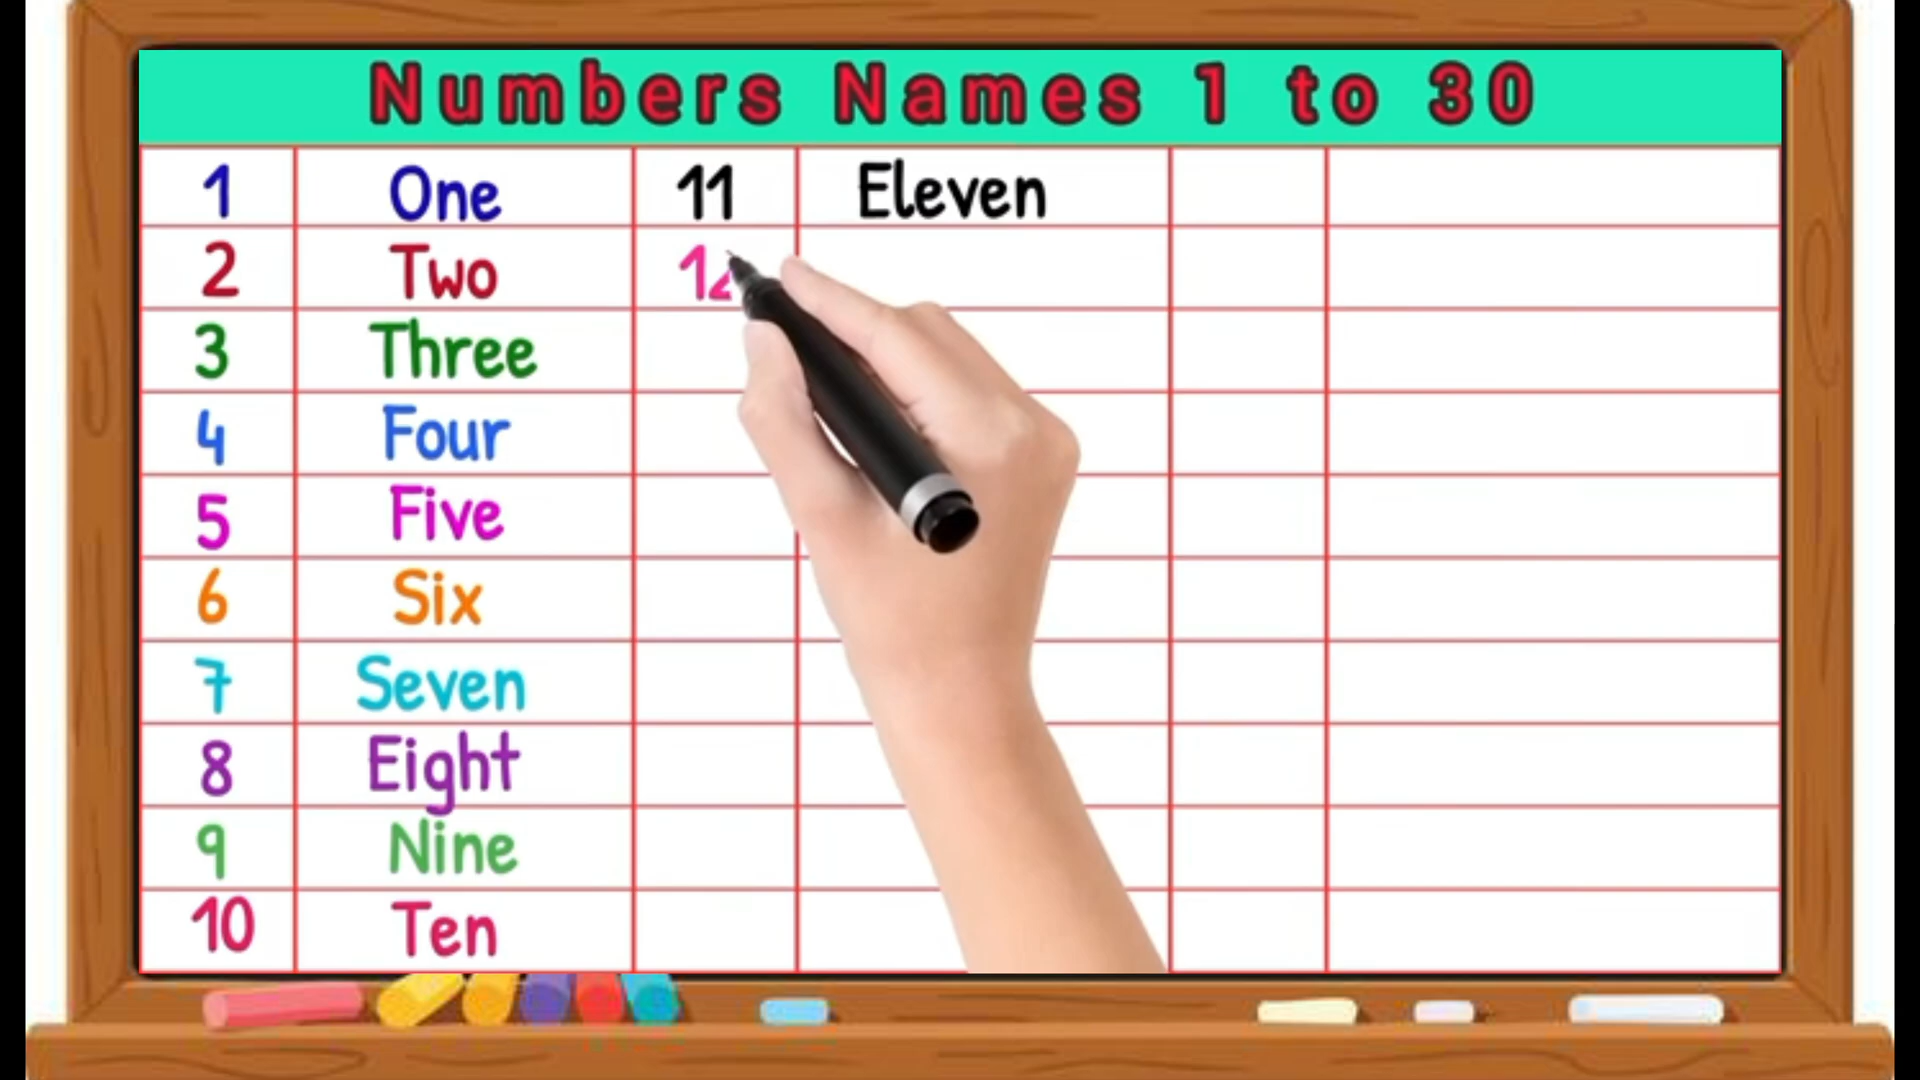 Numbers Names 1 to 30
1 One 11 Eleven
2 Two 12
3 Three
4 Four
5 Five
6 Six
7 Seven
8 Eight
9 Nine
10 Ten